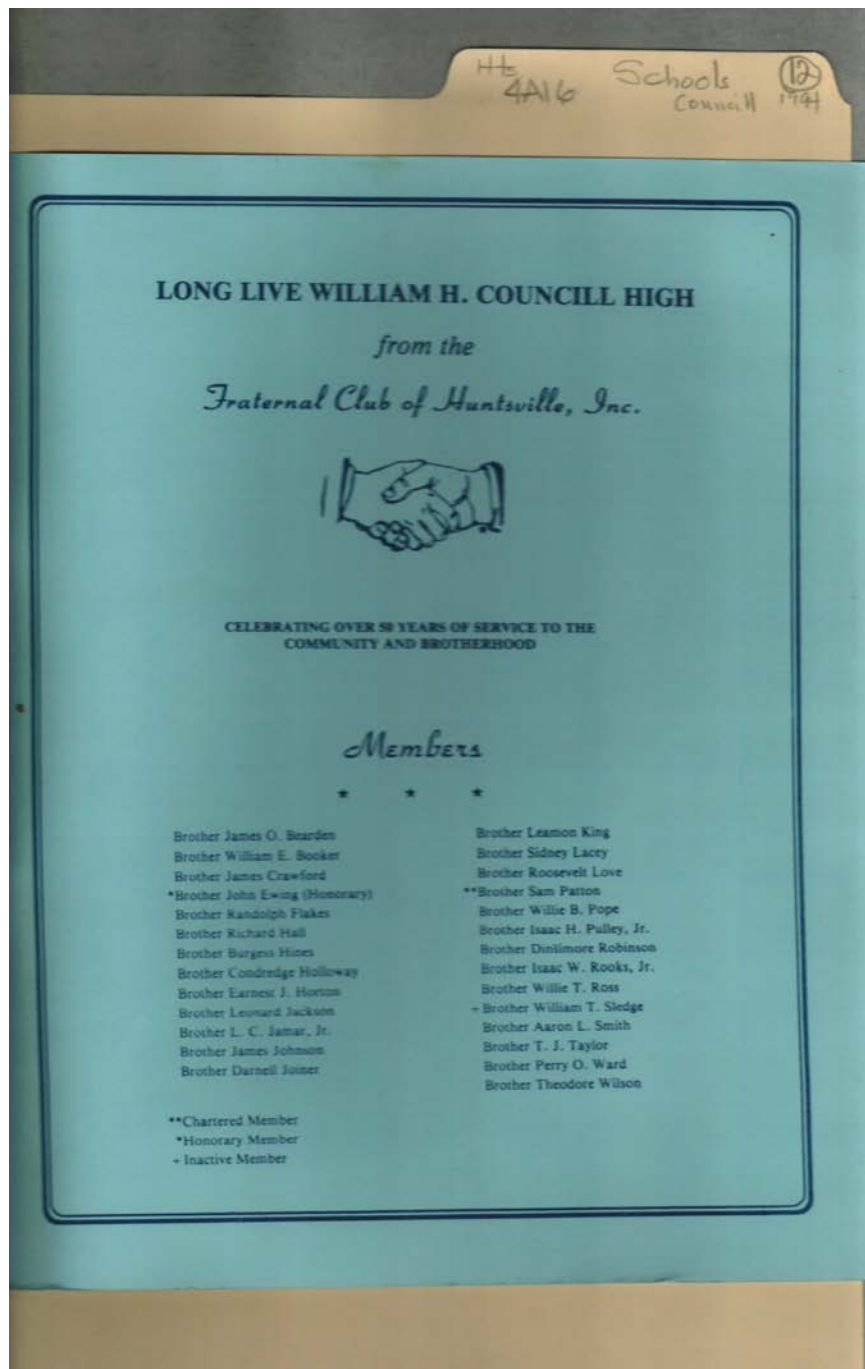 Hts
4A16
Schools
Councill
12
LONG LIVE WILLIAM H. COUNCILL HIGH
from the
Fraternal Club of Huntsville, Inc.
CELEBRATING OVER 50 YEARS OF SERVICE TO THE
COMMUNITY AND BROTHERHOOD
Members
* * *
Brother James O. Bearden
Brother William E. Booker
Brother James Crawford
*Brother John Ewing (Honorary)
Brother Randolph Flakes
Brother Richard Hall
Brother Burgess Hines
Brother Condredge Holloway
Brother Earnest J. Horton
Brother Leonard Jackson
Brother L. C. Jamar, Jr.
Brother James Johnson
Brother Darnell Joiner
Brother Leamon King
Brother Sidney Lacey
Brother Roosevelt Love
**Brother Sam Patton
Brother Willie B. Pope
Brother Isaac H. Pulley, Jr.
Brother Dinslmore Robinson
Brother Isaac W. Rooks, Jr.
Brother Willie T. Ross
+ Brother William T. Sledge
Brother Aaron L. Smith
Brother T. J. Taylor
Brother Perry O. Ward
Brother Theodore Wilson
**Chartered Member
*Honorary Member
+ Inactive Member